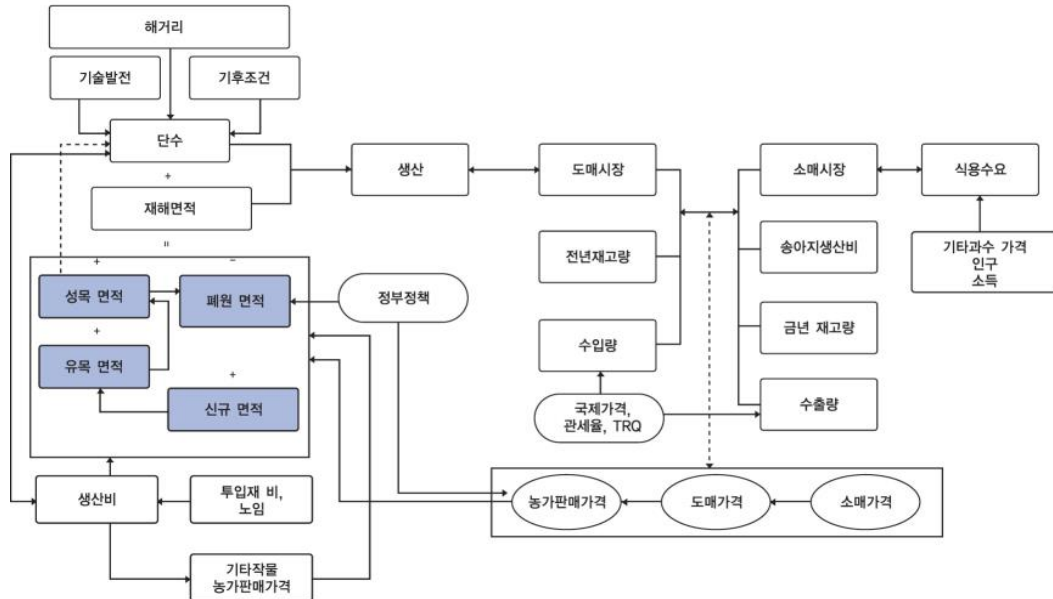 해거리
기술발전
기후조건
단수
+
재해면적
=
+
-
성목 면적
폐원 면적
+
유목 면적
+
신규 면적
생산비
투입재 비,
노임
기타작물
농가판매가격
정부정책
생산
도매시장
전년재고량
수입량
국제가격,
관세율, TRQ
소매시장
송아지생산비
금년 재고량
수출량
식용수요
기타과수 가격
인구
소득
농가판매가격
도매가격
소매가격